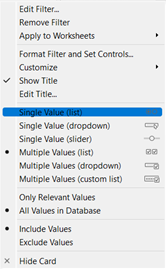 Edit Filter...
Remove Filter
Apply to Worksheets
Format Filter and Set Controls...
Customize
Show Title
Edit Title...
Single Value (list)
Single Value (dropdown)
Single Value (slider)
Multiple Values (list)
Multiple Values (dropdown)
Multiple Values (custom list)
Only Relevant Values
All Values in Database
Include Values
Exclude Values
Hide Card